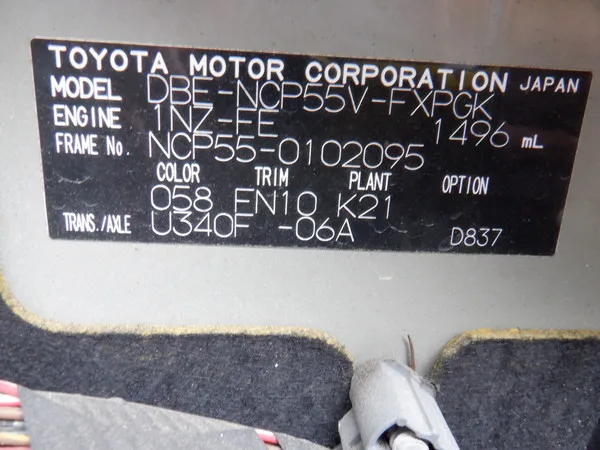 TOYOTA MOTOR CORPORATION JAPAN
MODEL DBE-NCP55V-FXPGK
ENGINE 1NZ-FE 1496 mL
FRAME No. NCP55-0102095
COLOR TRIM PLANT OPTION
058 FN10 K21
TRANS./AXLE U340F -06A D837